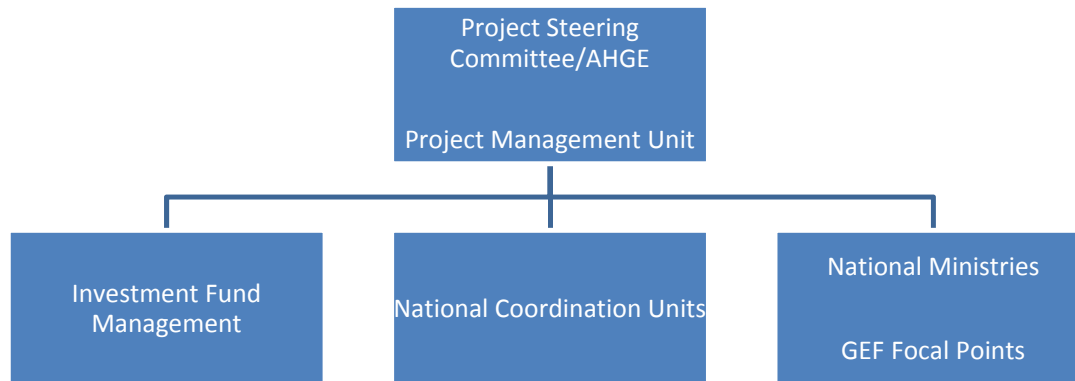 Project Steering
Committee/AHGE
Project Management Unit
Investment Fund
Management
National Coordination Units
National Ministries
GEF Focal Points